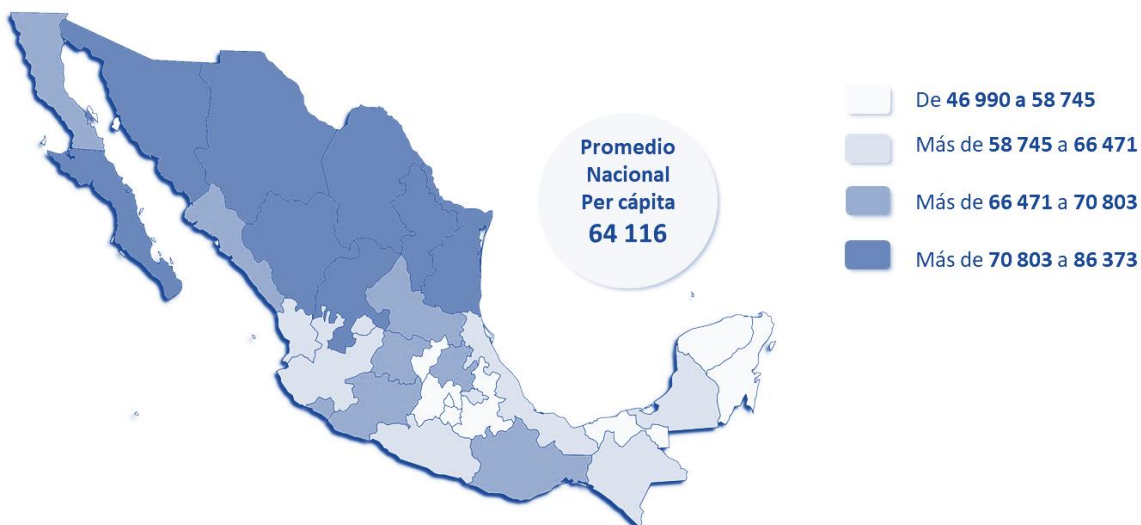 Promedio
Nacional
Per cápita
64 116
De 46 990 a 58 745
Más de 58 745 a 66 471
Más de 66 471 a 70 803
Más de 70 803 a 86 373